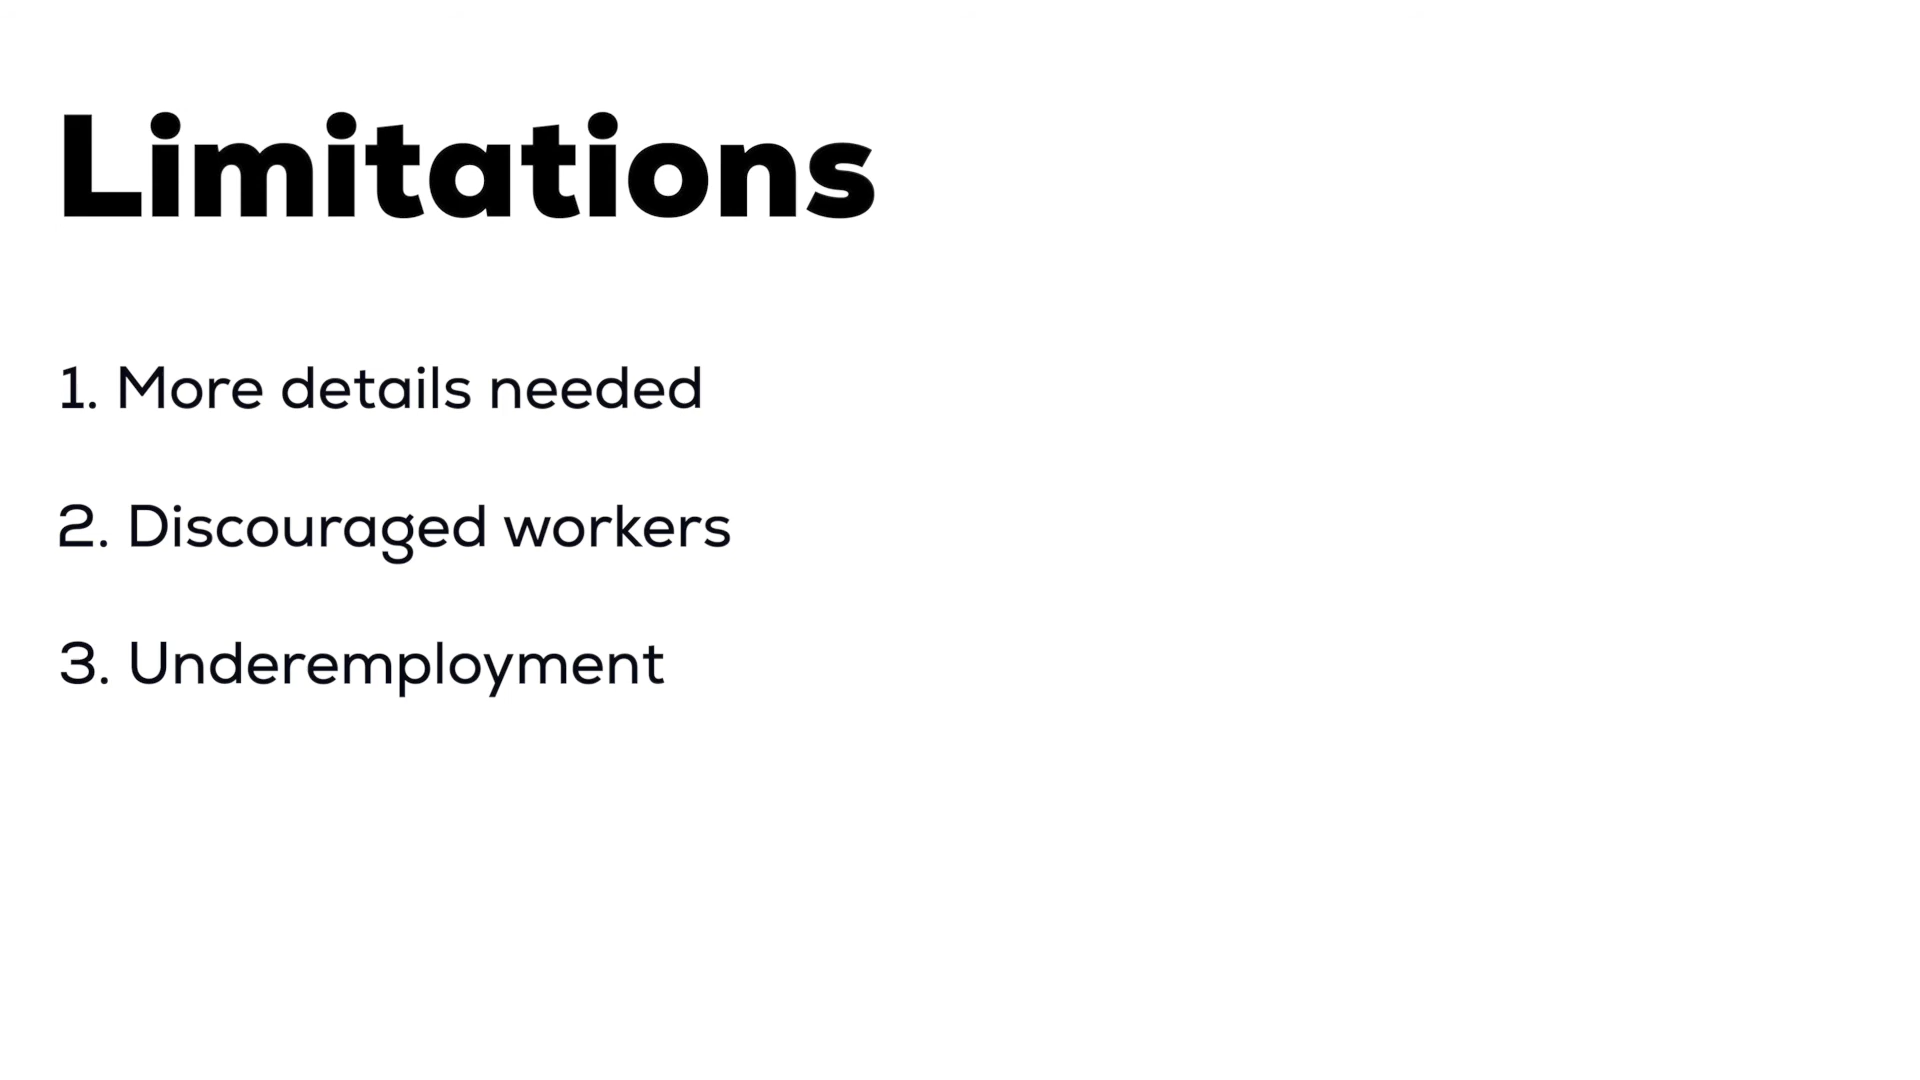 Limitations
1. More details needed
2. Discouraged workers
3. Underemployment